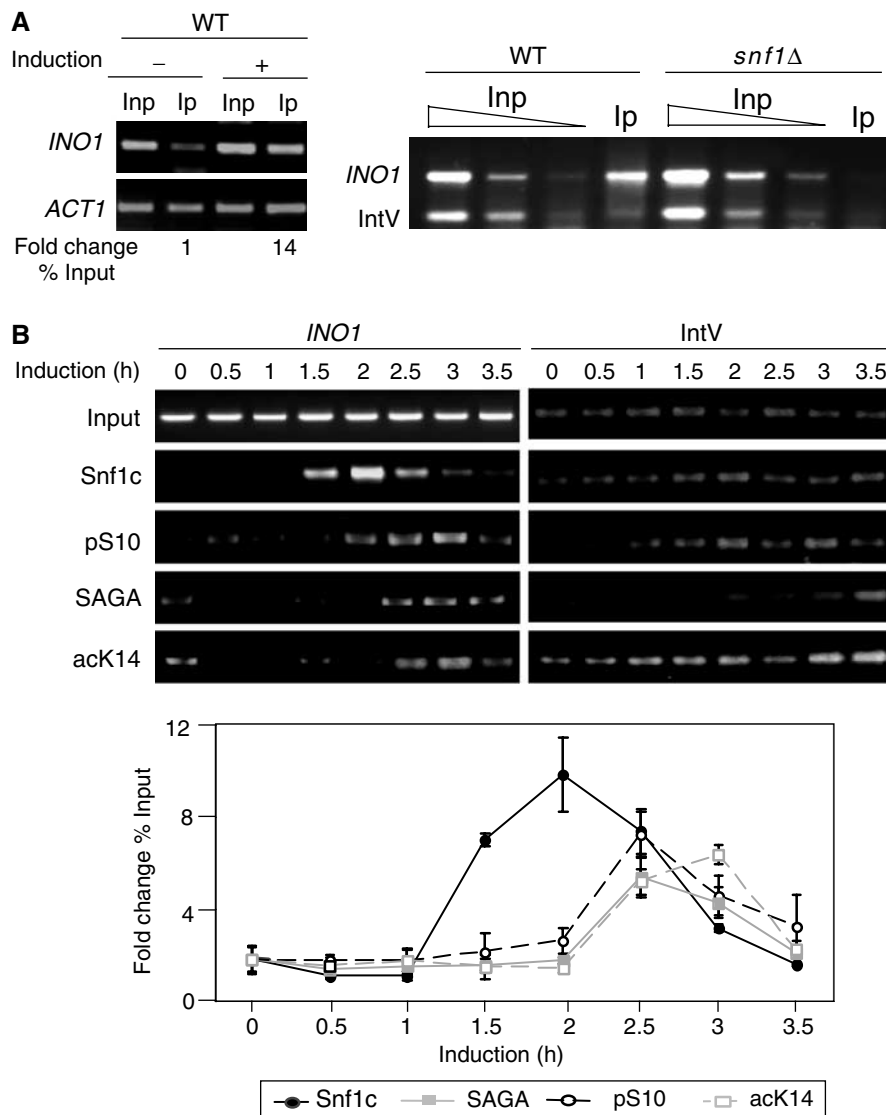 A
WT
Induction
− +
Inp Ip Inp Ip
INO1
ACT1
Fold change 1 14
% Input
WT snf1Δ
Inp Ip Inp Ip
INO1
IntV
B
INO1 IntV
Induction (h) 0 0.5 1 1.5 2 2.5 3 3.5 0 0.5 1 1.5 2 2.5 3 3.5
Input
Snf1c
pS10
SAGA
acK14
Fold change % Input
12
8
4
0
0 0.5 1 1.5 2 2.5 3 3.5
Induction (h)
Snf1c SAGA pS10 acK14